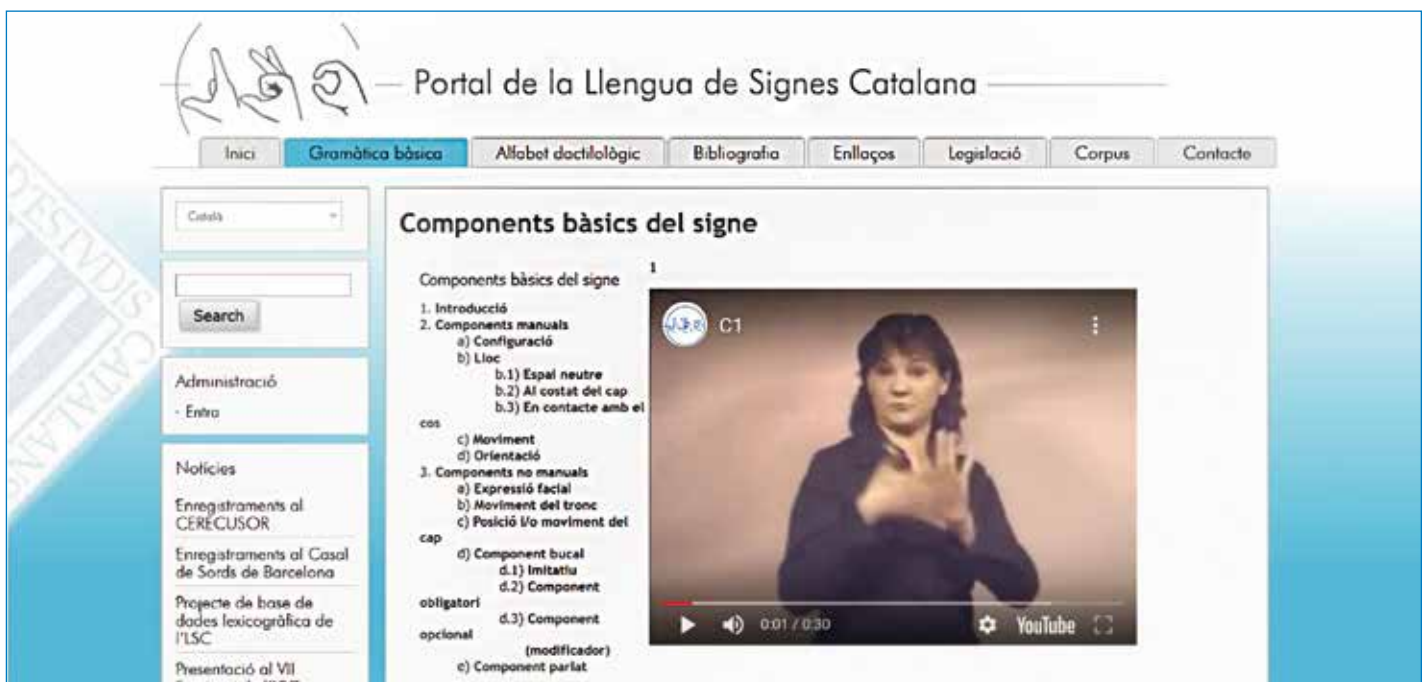 Portal de la Llengua de Signes Catalana
Inici
Gramàtica bàsica
Alfabet dactilològic
Bibliografia
Enllaços
Legislació
Corpus
Contacte
Català
Search
Administració
- Entra
Notícies
Enregistraments al
CERECUSOR
Enregistraments al Casal
de Sords de Barcelona
Projecte de base de
dades lexicogràfica de
l'LSC
Presentació al VII
Components bàsics del signe
Components bàsics del signe
1. Introducció
2. Components manuals
a) Configuració
b) Lloc
b.1) Espai neutre
b.2) Al costat del cap
b.3) En contacte amb el
cos
c) Moviment
d) Orientació
3. Components no manuals
a) Expressió facial
b) Moviment del tronc
c) Posició i/o moviment del
cap
d) Component bucal
d.1) Imitatiu
d.2) Component
obligatori
d.3) Component
opcional
(modificador)
e) Component parlat
1
C1
0:01 / 0:30
YouTube
D'ESTVDIS
CATALANS